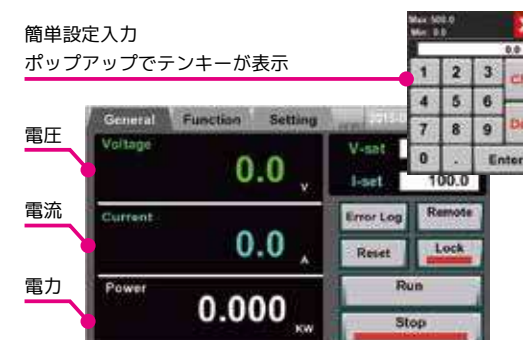 簡単設定入力
ポップアップでテンキーが表示
Max 500.0
Min 0.0
0.0
1 2 3
4 5 6
7 8 9
0 . Enter
General Function Setting
電圧
Voltage
0.0 V
V-set
I-set 100.0
電流
Current
0.0 A
Error Log Remote
Reset Lock
電力
Power
0.000 KW
Run
Stop